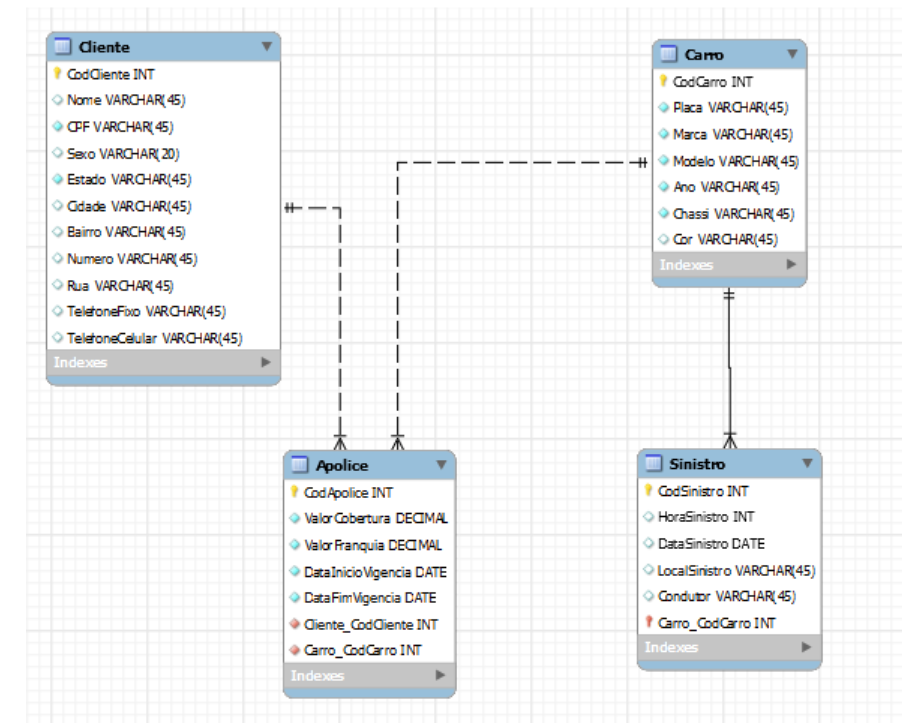 Cliente
CodCliente INT
Nome VARCHAR(45)
CPF VARCHAR(45)
Sexo VARCHAR(20)
Estado VARCHAR(45)
Cidade VARCHAR(45)
Bairro VARCHAR(45)
Numero VARCHAR(45)
Rua VARCHAR(45)
TelefoneFixo VARCHAR(45)
TelefoneCelular VARCHAR(45)
Indexes
Carro
CodCarro INT
Placa VARCHAR(45)
Marca VARCHAR(45)
Modelo VARCHAR(45)
Ano VARCHAR(45)
Chassi VARCHAR(45)
Cor VARCHAR(45)
Indexes
Apolice
CodApolice INT
ValorCobertura DECIMAL
ValorFranquia DECIMAL
DataInicioVigencia DATE
DataFimVigencia DATE
Cliente_CodCliente INT
Carro_CodCarro INT
Indexes
Sinistro
CodSinistro INT
HoraSinistro INT
DataSinistro DATE
LocalSinistro VARCHAR(45)
Condutor VARCHAR(45)
Carro_CodCarro INT
Indexes